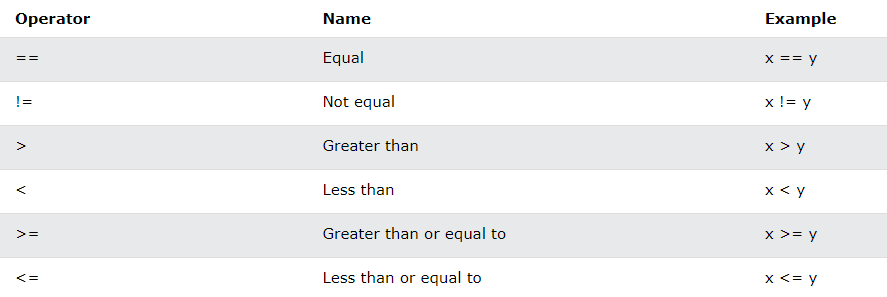 Operator Name Example
== Equal x == y
!= Not equal x != y
> Greater than x > y
< Less than x < y
>= Greater than or equal to x >= y
<= Less than or equal to x <= y